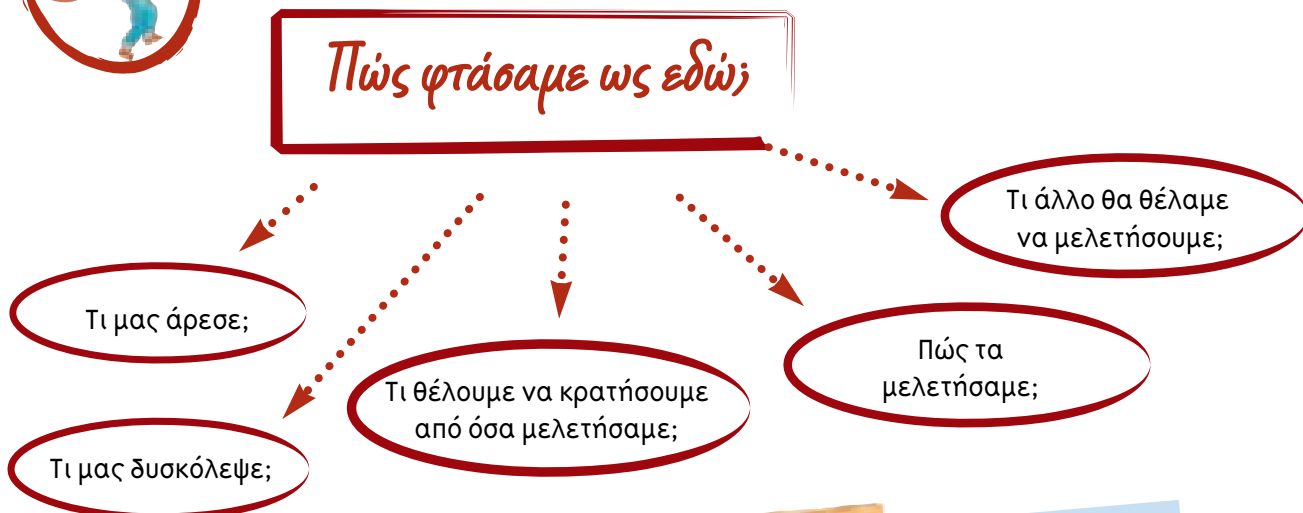 Πώς φτάσαμε ως εδώ;
Τι μας άρεσε;
Τι μας δυσκόλεψε;
Τι θέλουμε να κρατήσουμε
από όσα μελετήσαμε;
Πώς τα
μελετήσαμε;
Τι άλλο θα θέλαμε
να μελετήσουμε;